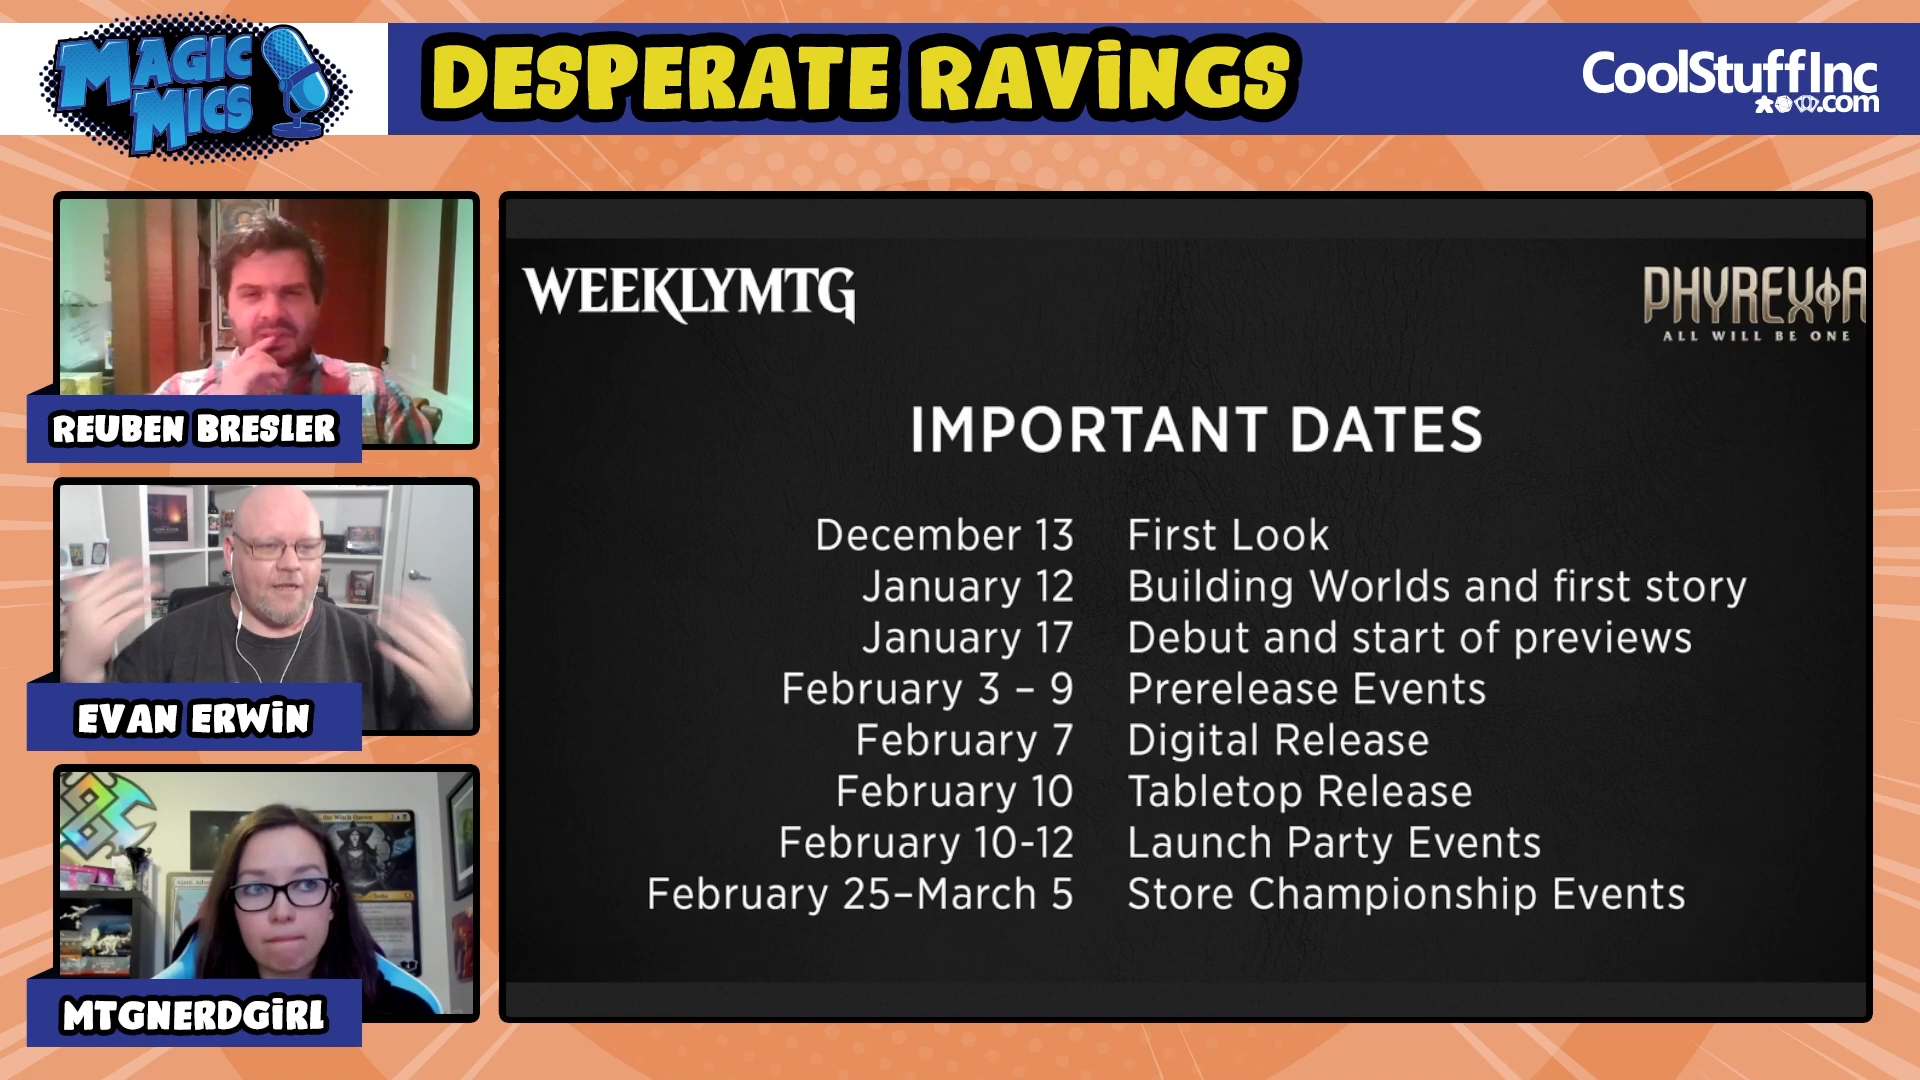 MAGIC
MICS
DESPERATE RAVINGS
CoolStuffInc
.com
REUBEN BRESLER
EVAN ERWIN
MTGNERDGIRL
the Witch Queen
WEEKLYMTG
PHYREXIA
ALL WILL BE ONE
IMPORTANT DATES
December 13 First Look
January 12 Building Worlds and first story
January 17 Debut and start of previews
February 3 – 9 Prerelease Events
February 7 Digital Release
February 10 Tabletop Release
February 10-12 Launch Party Events
February 25–March 5 Store Championship Events